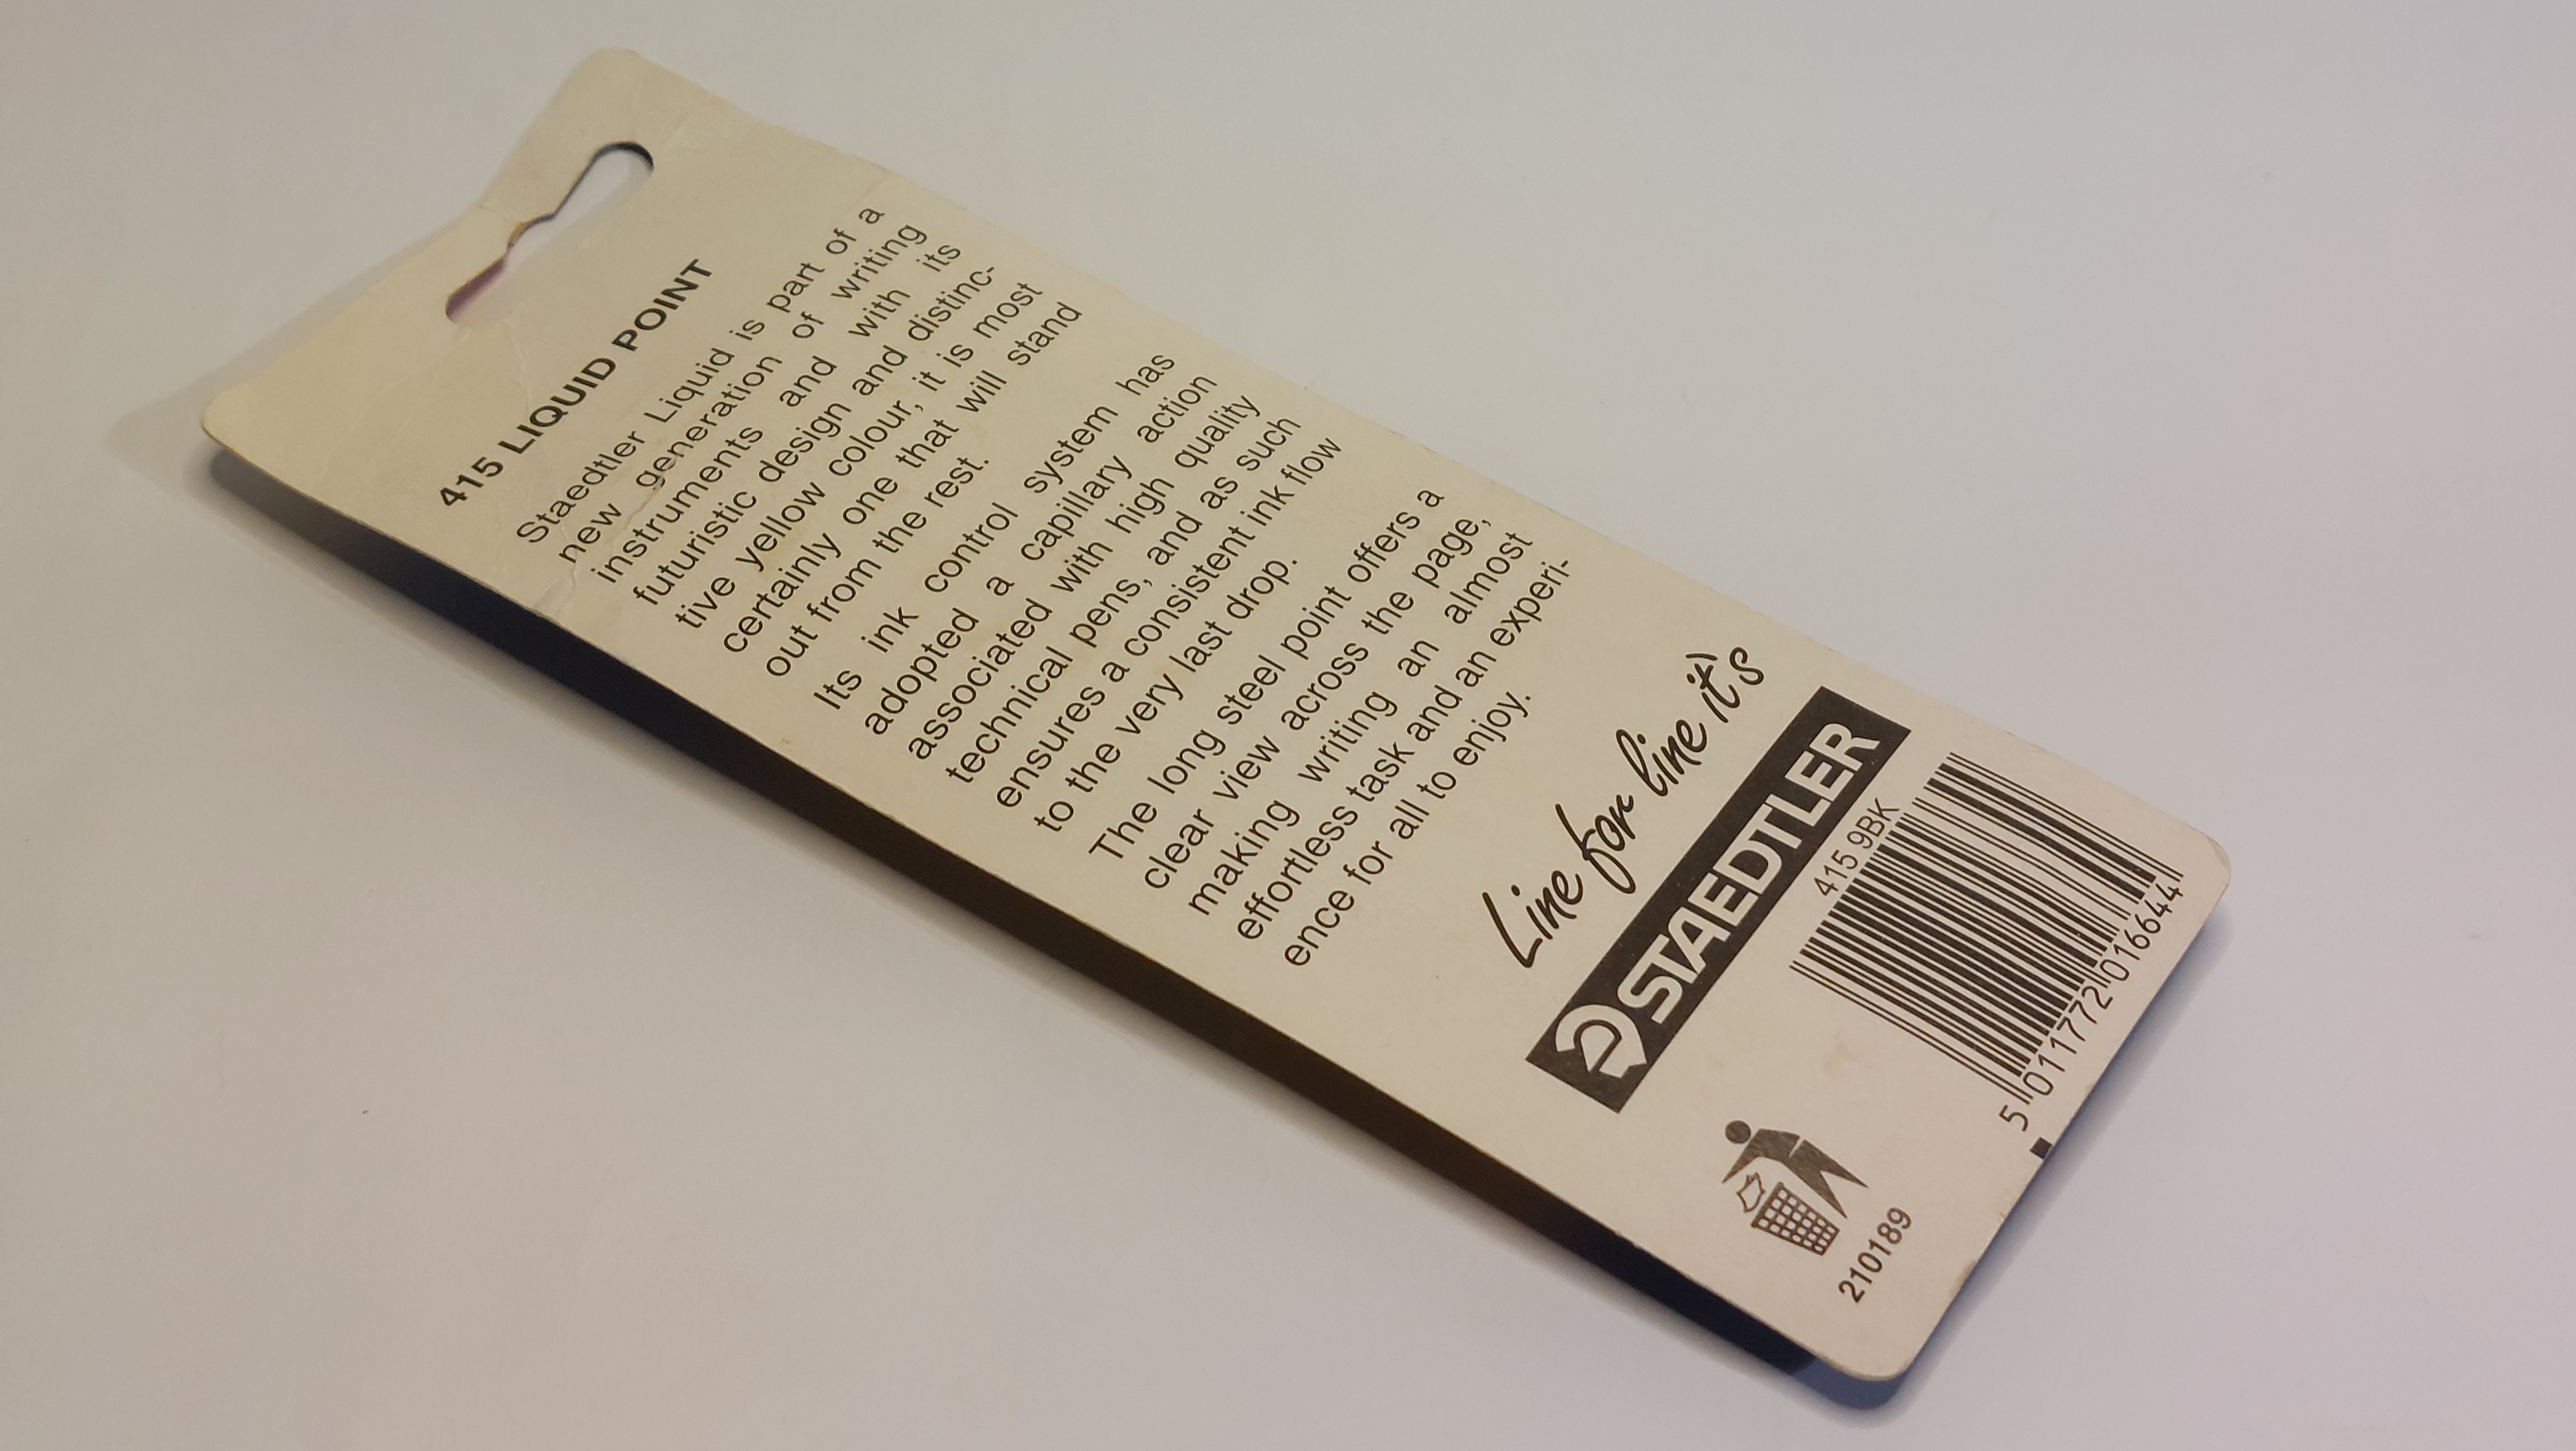 415 LIQUID POINT
Staedtler Liquid is part of a
new generation of writing
instruments and with its
futuristic design and distinc-
tive yellow colour, it is most
certainly one that will stand
out from the rest.
Its ink control system has
adopted a capillary action
associated with high quality
technical pens, and as such
ensures a consistent ink flow
to the very last drop.
The long steel point offers a
clear view across the page,
making writing an almost
effortless task and an experi-
ence for all to enjoy.
Line for line it's
STAEDTLER
415 9BK
5 011772 016644
210189